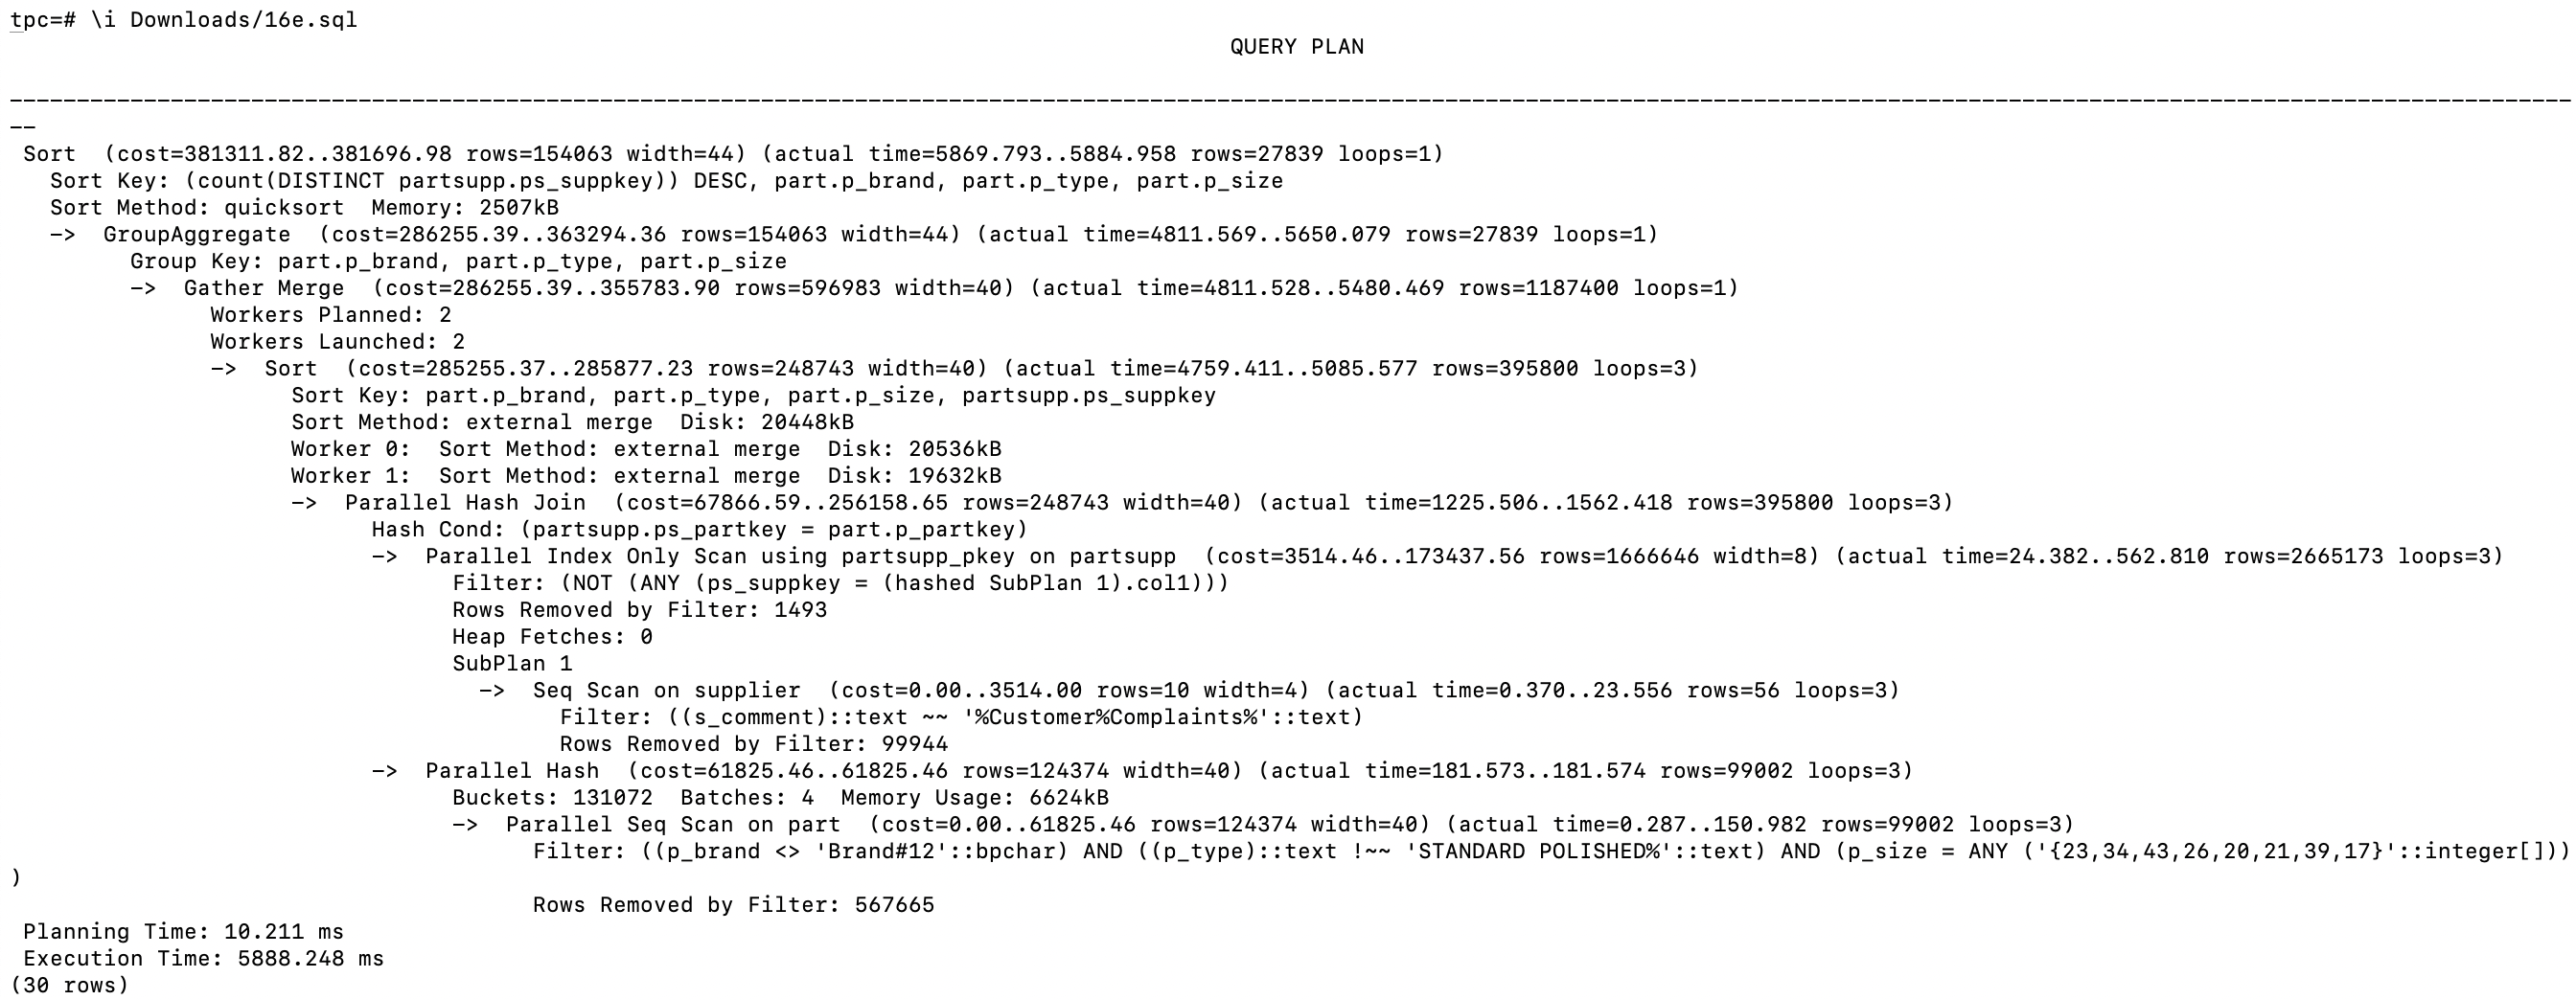 tpc=# \i Downloads/16e.sql
QUERY PLAN
-----------------------------------------------------------------------------------------------------------------------------------------------------------------------------------------------
--
Sort  (cost=381311.82..381696.98 rows=154063 width=44) (actual time=5869.793..5884.958 rows=27839 loops=1)
Sort Key: (count(DISTINCT partsupp.ps_suppkey)) DESC, part.p_brand, part.p_type, part.p_size
Sort Method: quicksort  Memory: 2507kB
->  GroupAggregate  (cost=286255.39..363294.36 rows=154063 width=44) (actual time=4811.569..5650.079 rows=27839 loops=1)
Group Key: part.p_brand, part.p_type, part.p_size
->  Gather Merge  (cost=286255.39..355783.90 rows=596983 width=40) (actual time=4811.528..5480.469 rows=1187400 loops=1)
Workers Planned: 2
Workers Launched: 2
->  Sort  (cost=285255.37..285877.23 rows=248743 width=40) (actual time=4759.411..5085.577 rows=395800 loops=3)
Sort Key: part.p_brand, part.p_type, part.p_size, partsupp.ps_suppkey
Sort Method: external merge  Disk: 20448kB
Worker 0:  Sort Method: external merge  Disk: 20536kB
Worker 1:  Sort Method: external merge  Disk: 19632kB
->  Parallel Hash Join  (cost=67866.59..256158.65 rows=248743 width=40) (actual time=1225.506..1562.418 rows=395800 loops=3)
Hash Cond: (partsupp.ps_partkey = part.p_partkey)
->  Parallel Index Only Scan using partsupp_pkey on partsupp  (cost=3514.46..173437.56 rows=1666646 width=8) (actual time=24.382..562.810 rows=2665173 loops=3)
Filter: (NOT (ANY (ps_suppkey = (hashed SubPlan 1).col1)))
Rows Removed by Filter: 1493
Heap Fetches: 0
SubPlan 1
->  Seq Scan on supplier  (cost=0.00..3514.00 rows=10 width=4) (actual time=0.370..23.556 rows=56 loops=3)
Filter: ((s_comment)::text ~~ '%Customer%Complaints%'::text)
Rows Removed by Filter: 99944
->  Parallel Hash  (cost=61825.46..61825.46 rows=124374 width=40) (actual time=181.573..181.574 rows=99002 loops=3)
Buckets: 131072  Batches: 4  Memory Usage: 6624kB
->  Parallel Seq Scan on part  (cost=0.00..61825.46 rows=124374 width=40) (actual time=0.287..150.982 rows=99002 loops=3)
Filter: ((p_brand <> 'Brand#12'::bpchar) AND ((p_type)::text !~~ 'STANDARD POLISHED%'::text) AND (p_size = ANY ('{23,34,43,26,20,21,39,17}'::integer[]))
)
Rows Removed by Filter: 567665
Planning Time: 10.211 ms
Execution Time: 5888.248 ms
(30 rows)